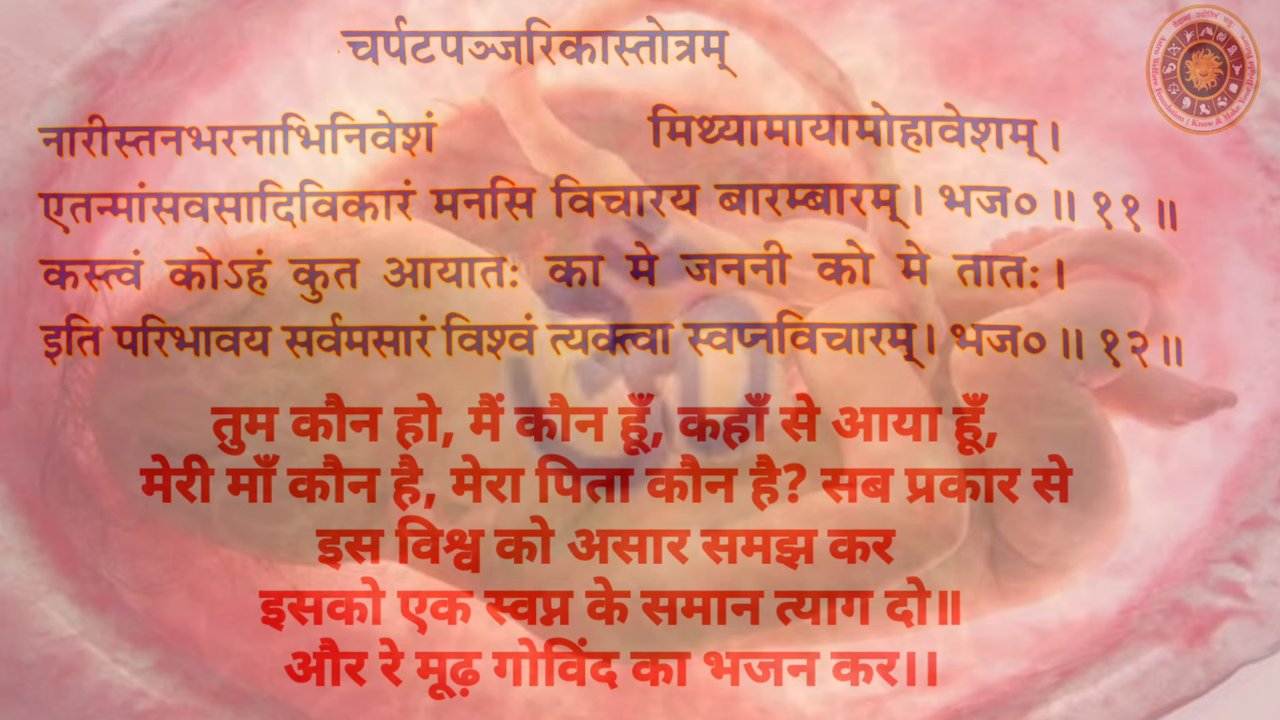 चर्पटपञ्जरिकास्तोत्रम्
नारीस्तनभरनाभिनिवेशं मिथ्यामायामोहावेशम् ।
एतन्मांसवसादिविकारं मनसि विचारय बारम्बारम् । भज० ॥ ११ ॥
कस्त्वं कोऽहं कुत आयातः का मे जननी को मे तातः ।
इति परिभावय सर्वमसारं विश्वं त्यक्त्वा स्वप्नविचारम् । भज० ॥ १२ ॥
तुम कौन हो, मैं कौन हूँ, कहाँ से आया हूँ,
मेरी माँ कौन है, मेरा पिता कौन है? सब प्रकार से
इस विश्व को असार समझ कर
इसको एक स्वप्न के समान त्याग दो॥
और रे मूढ़ गोविंद का भजन कर।।